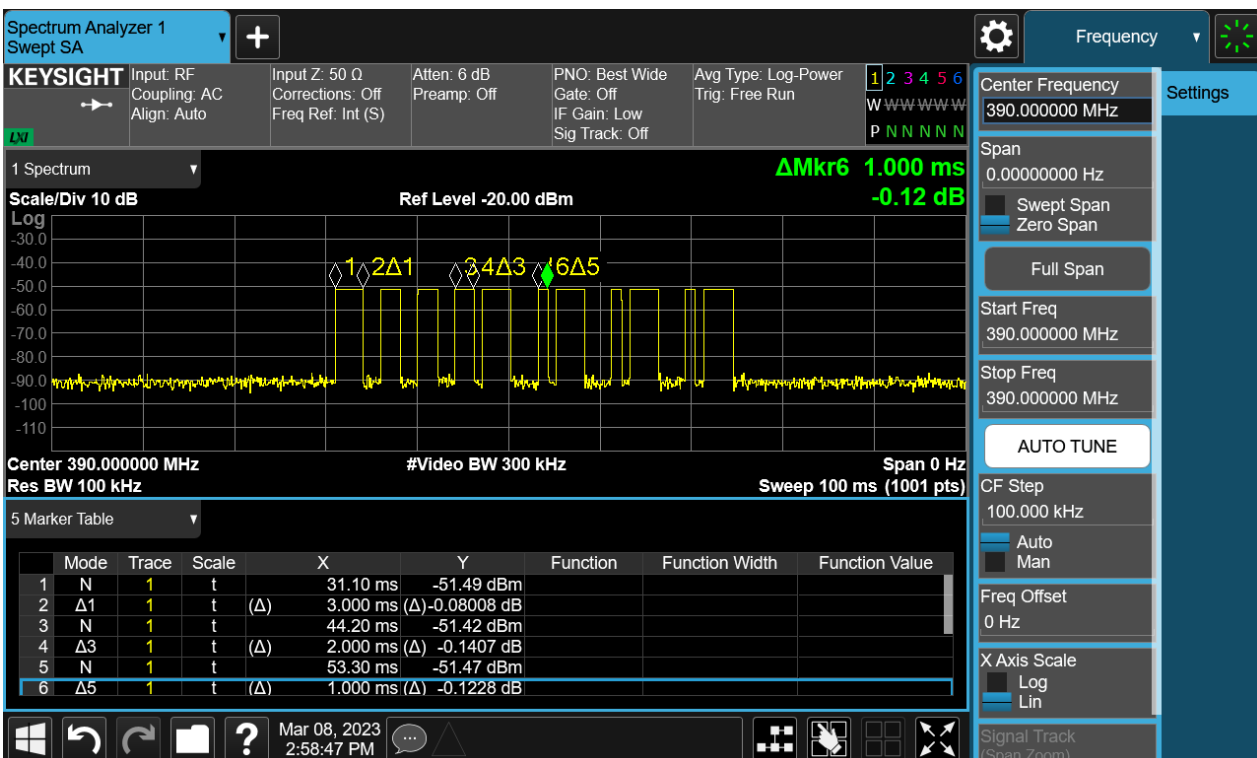 Spectrum Analyzer 1
Swept SA
+
Frequency
KEYSIGHT
LXI
Input: RF
Coupling: AC
Align: Auto
Input Z: 50 Ω
Corrections: Off
Freq Ref: Int (S)
Atten: 6 dB
Preamp: Off
PNO: Best Wide
Gate: Off
IF Gain: Low
Sig Track: Off
Avg Type: Log-Power
Trig: Free Run
1 2 3 4 5 6
W W W W W W
P N N N N N
1 Spectrum
ΔMkr6 1.000 ms
-0.12 dB
Scale/Div 10 dB
Ref Level -20.00 dBm
Log
-30.0
-40.0
-50.0
-60.0
-70.0
-80.0
-90.0
-100
-110
1 2Δ1 3 4Δ3 6Δ5
Center 390.000000 MHz
#Video BW 300 kHz
Span 0 Hz
Res BW 100 kHz
Sweep 100 ms (1001 pts)
5 Marker Table
Mode Trace Scale X Y Function Function Width Function Value
1 N 1 t 31.10 ms -51.49 dBm
2 Δ1 1 t (Δ) 3.000 ms (Δ) -0.08008 dB
3 N 1 t 44.20 ms -51.42 dBm
4 Δ3 1 t (Δ) 2.000 ms (Δ) -0.1407 dB
5 N 1 t 53.30 ms -51.47 dBm
6 Δ5 1 t (Δ) 1.000 ms (Δ) -0.1228 dB
?
Mar 08, 2023
2:58:47 PM
Center Frequency
390.000000 MHz
Settings
Span
0.00000000 Hz
Swept Span
Zero Span
Full Span
Start Freq
390.000000 MHz
Stop Freq
390.000000 MHz
AUTO TUNE
CF Step
100.000 kHz
Auto
Man
Freq Offset
0 Hz
X Axis Scale
Log
Lin
Signal Track
(Span Zoom)